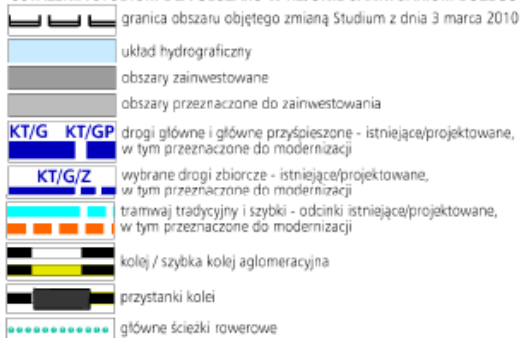 granica obszaru objętego zmianą Studium z dnia 3 marca 2010
układ hydrograficzny
obszary zainwestowane
obszary przeznaczone do zainwestowania
KT/G KT/GP drogi główne i główne przyśpieszone - istniejące/projektowane,
w tym przeznaczone do modernizacji
KT/G/Z wybrane drogi zbiorcze - istniejące/projektowane,
w tym przeznaczone do modernizacji
tramwaj tradycyjny i szybki - odcinki istniejące/projektowane,
w tym przeznaczone do modernizacji
kolej / szybka kolej aglomeracyjna
przystanki kolei
główne ścieżki rowerowe